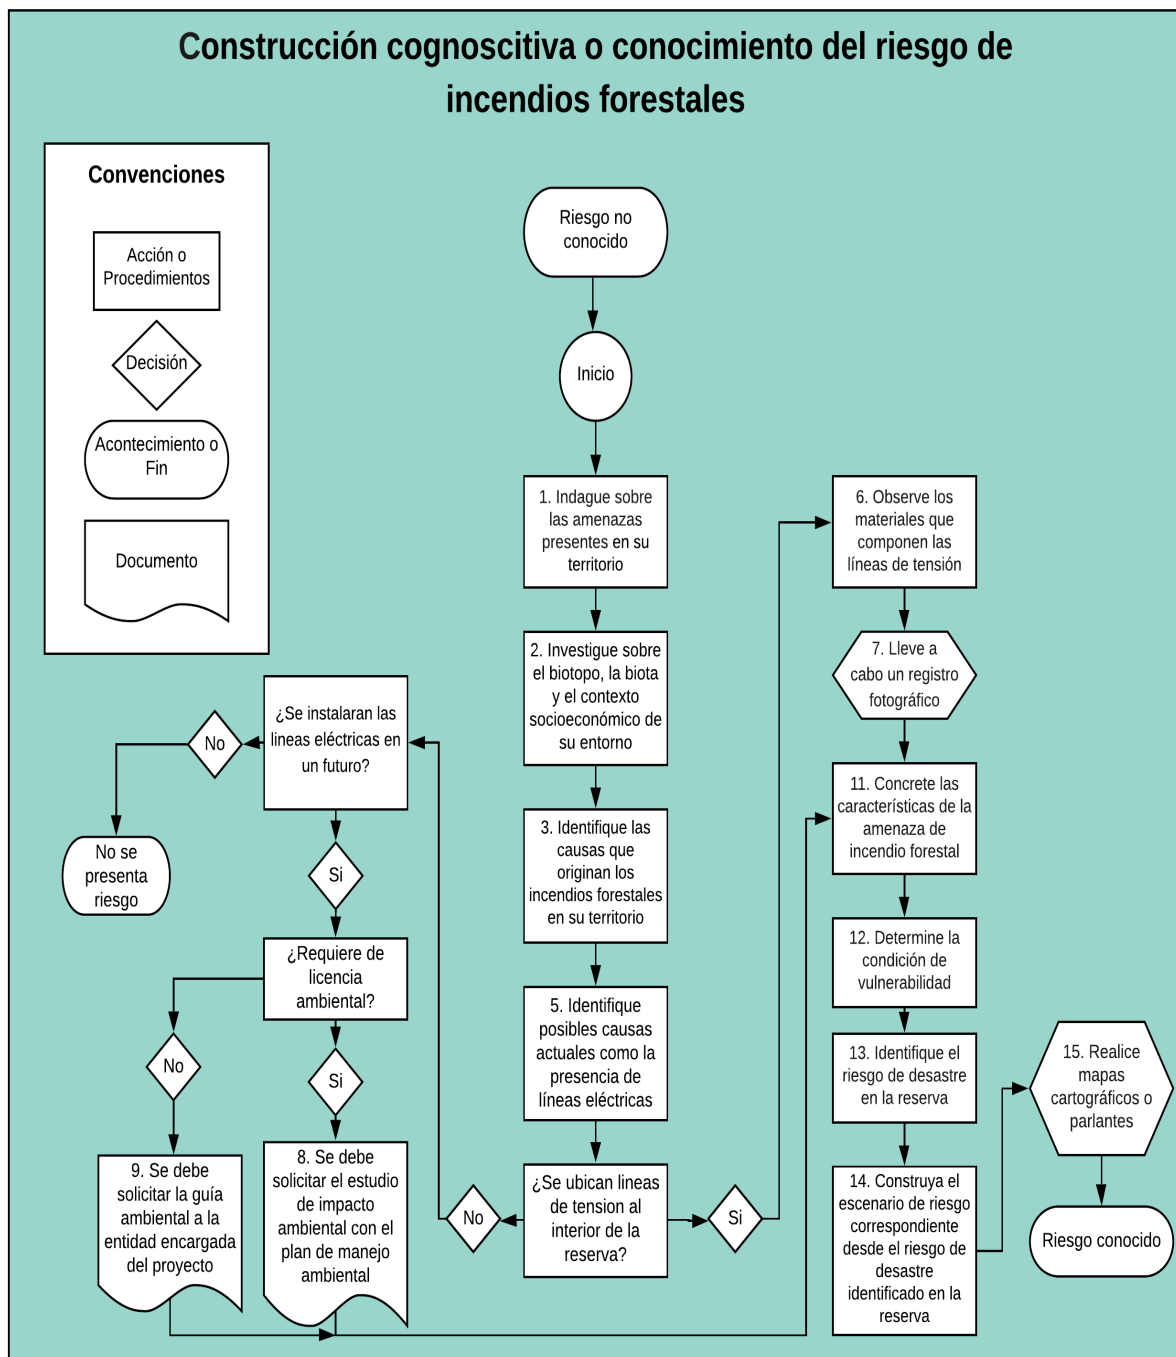 Construcción cognoscitiva o conocimiento del riesgo de
incendios forestales
Convenciones
Acción o
Procedimientos
Decisión
Acontecimiento o
Fin
Documento
Riesgo no
conocido
Inicio
1. Indague sobre
las amenazas
presentes en su
territorio
2. Investigue sobre
el biotopo, la biota
y el contexto
socioeconómico de
su entorno
3. Identifique las
causas que
originan los
incendios forestales
en su territorio
5. Identifique
posibles causas
actuales como la
presencia de
líneas eléctricas
¿Se ubican lineas
de tension al
interior de la
reserva?
No
Si
¿Se instalaran las
lineas eléctricas en
un futuro?
No
No se
presenta
riesgo
Si
¿Requiere de
licencia
ambiental?
No
Si
9. Se debe
solicitar la guía
ambiental a la
entidad encargada
del proyecto
8. Se debe
solicitar el estudio
de impacto
ambiental con el
plan de manejo
ambiental
6. Observe los
materiales que
componen las
líneas de tensión
7. Lleve a
cabo un registro
fotográfico
11. Concrete las
características de la
amenaza de
incendio forestal
12. Determine la
condición de
vulnerabilidad
13. Identifique el
riesgo de desastre
en la reserva
14. Construya el
escenario de riesgo
correspondiente
desde el riesgo de
desastre
identificado en la
reserva
15. Realice
mapas
cartográficos o
parlantes
Riesgo conocido